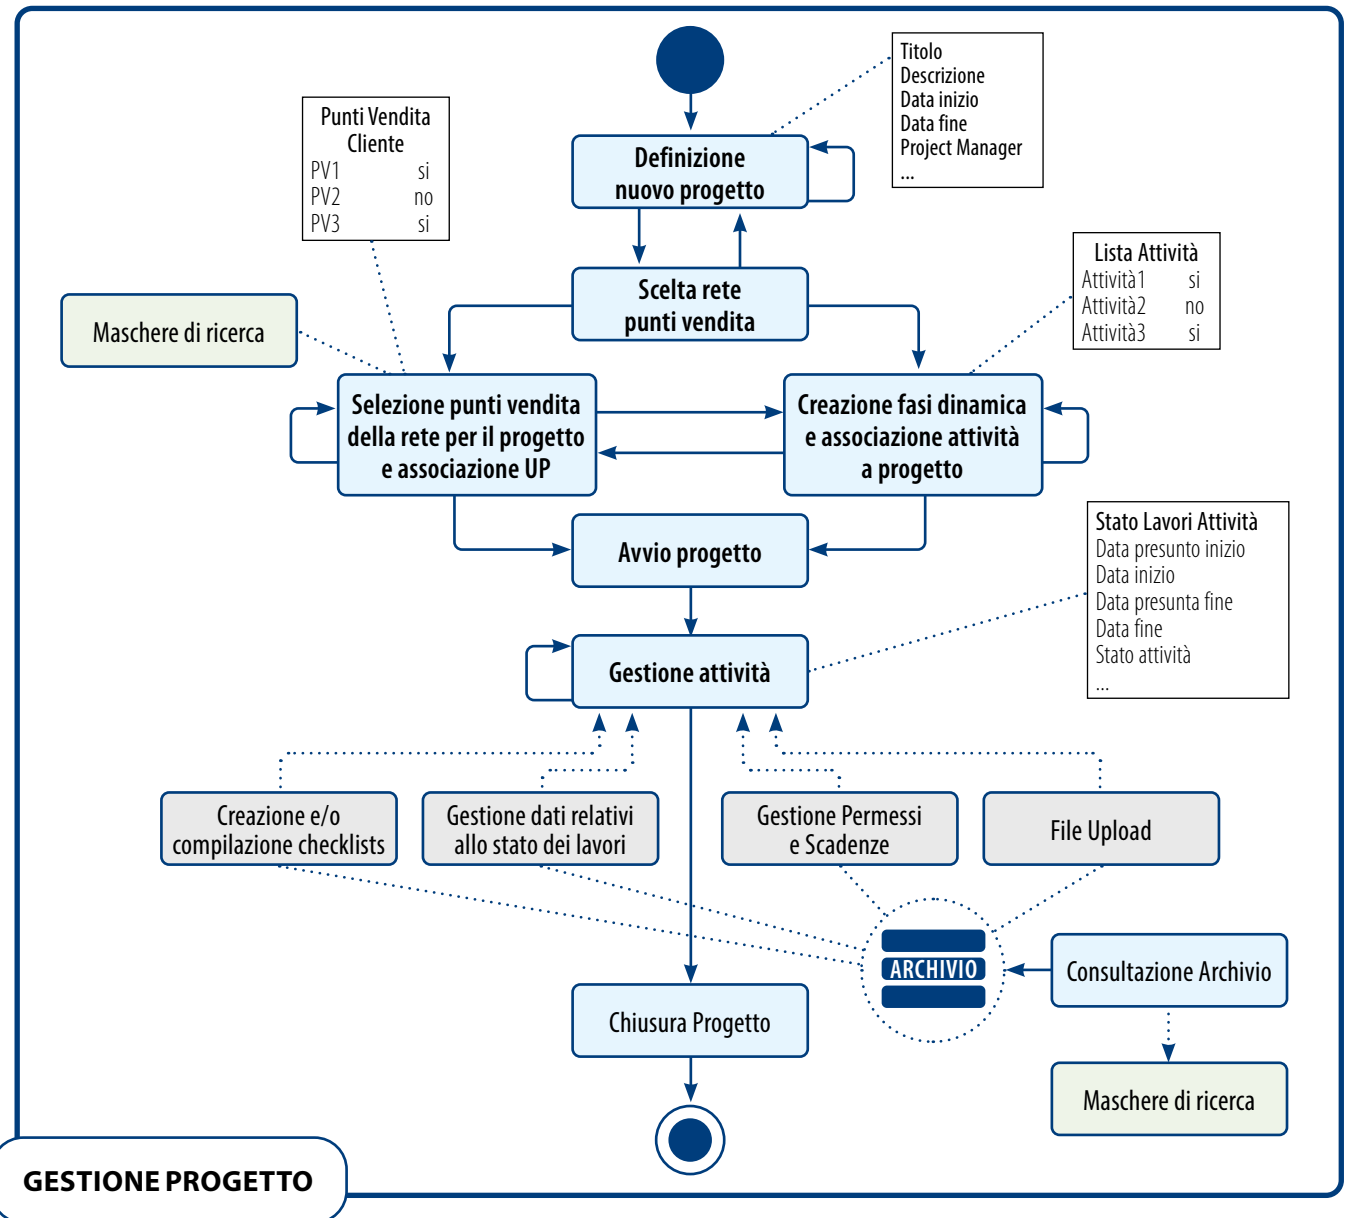 Titolo
Descrizione
Data inizio
Data fine
Project Manager
...
Punti Vendita
Cliente
PV1 si
PV2 no
PV3 si
Definizione
nuovo progetto
Lista Attività
Attività1 si
Attività2 no
Attività3 si
Scelta rete
punti vendita
Maschere di ricerca
Selezione punti vendita
della rete per il progetto
e associazione UP
Creazione fasi dinamica
e associazione attività
a progetto
Avvio progetto
Stato Lavori Attività
Data presunto inizio
Data inizio
Data presunta fine
Data fine
Stato attività
...
Gestione attività
Creazione e/o
compilazione checklists
Gestione dati relativi
allo stato dei lavori
Gestione Permessi
e Scadenze
File Upload
ARCHIVIO
Consultazione Archivio
Chiusura Progetto
Maschere di ricerca
GESTIONE PROGETTO